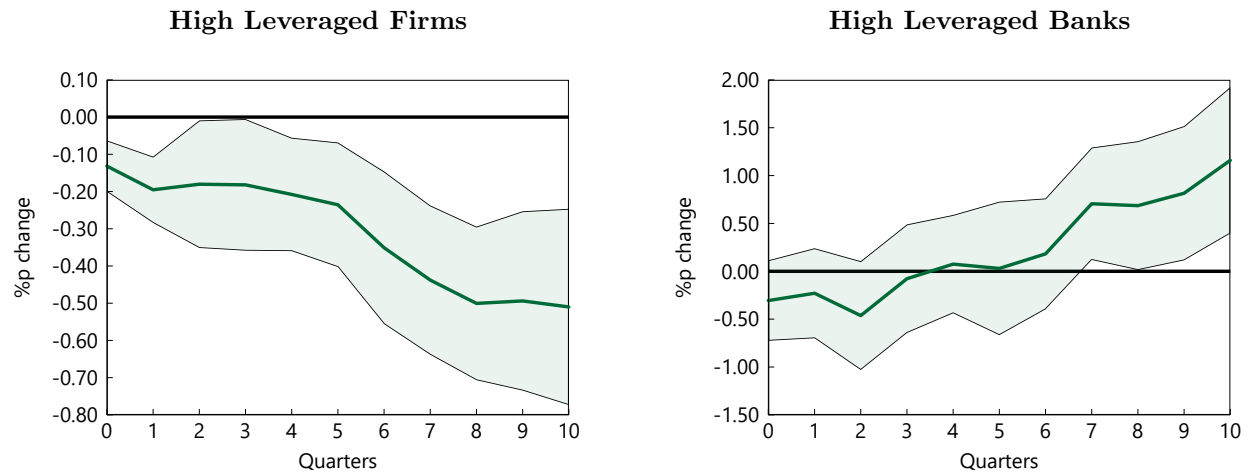 High Leveraged Firms
0.10
0.00
-0.10
-0.20
-0.30
-0.40
-0.50
-0.60
-0.70
-0.80
%p change
0 1 2 3 4 5 6 7 8 9 10
Quarters
High Leveraged Banks
2.00
1.50
1.00
0.50
0.00
-0.50
-1.00
-1.50
%p change
0 1 2 3 4 5 6 7 8 9 10
Quarters